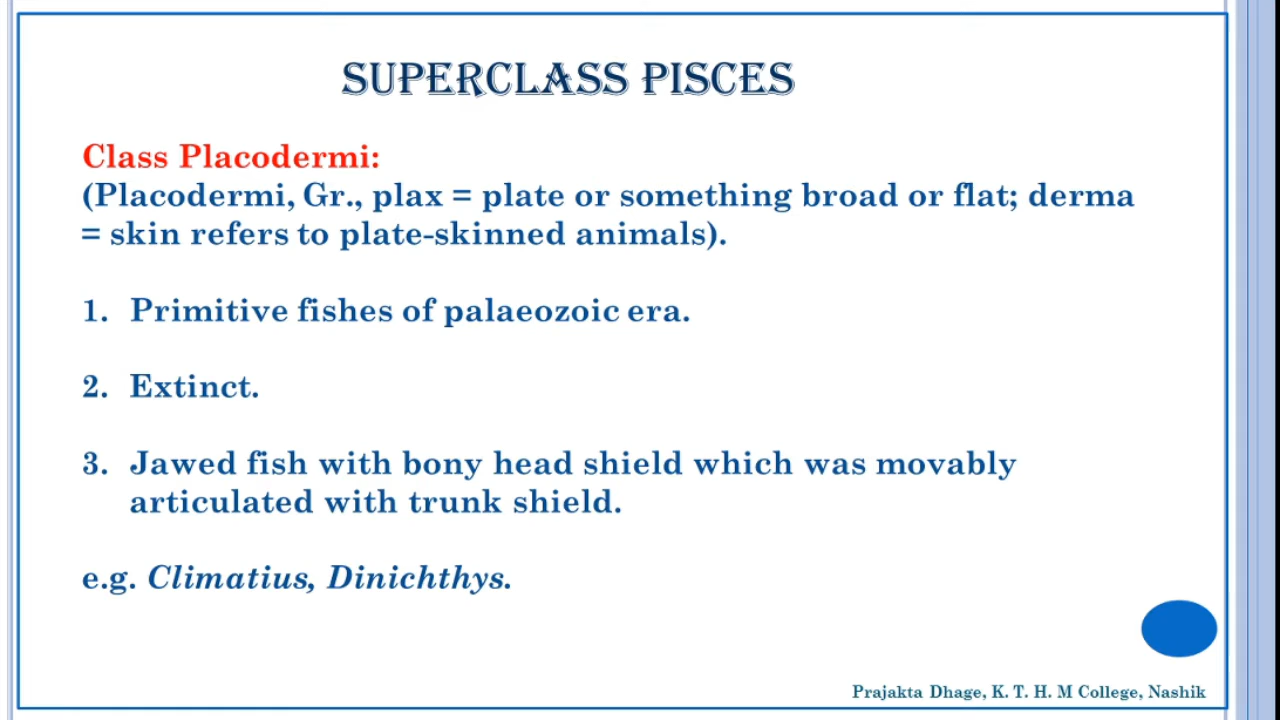 SUPERCLASS PISCES
Class Placodermi:
(Placodermi, Gr., plax = plate or something broad or flat; derma
= skin refers to plate-skinned animals).
1. Primitive fishes of palaeozoic era.
2. Extinct.
3. Jawed fish with bony head shield which was movably
articulated with trunk shield.
e.g. Climatius, Dinichthys.
Prajakta Dhage, K. T. H. M College, Nashik